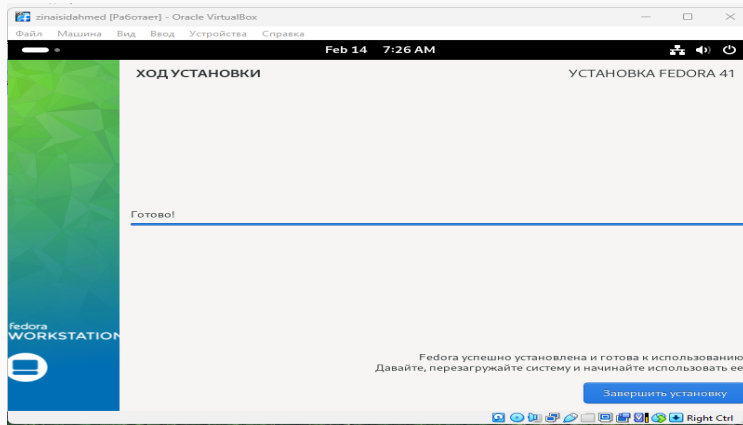 zinaisidahmed [Работает] - Oracle VirtualBox
Файл Машина Вид Ввод Устройства Справка
Feb 14 7:26 AM
ХОД УСТАНОВКИ
УСТАНОВКА FEDORA 41
Готово!
fedora
WORKSTATION
Fedora успешно установлена и готова к использованию
Давайте, перезагружайте систему и начинайте использовать ее
Завершить установку
Right Ctrl